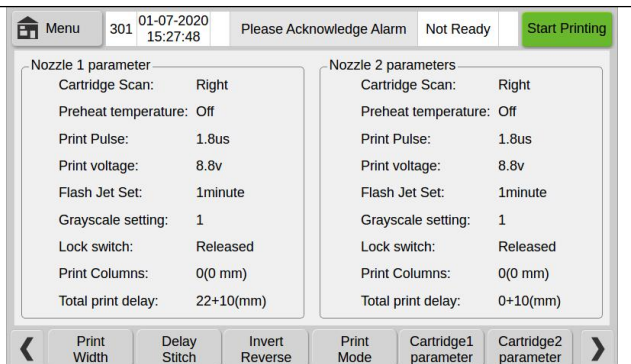 Menu
301
01-07-2020
15:27:48
Please Acknowledge Alarm
Not Ready
Start Printing
Nozzle 1 parameter
Cartridge Scan: Right
Preheat temperature: Off
Print Pulse: 1.8us
Print voltage: 8.8v
Flash Jet Set: 1minute
Grayscale setting: 1
Lock switch: Released
Print Columns: 0(0 mm)
Total print delay: 22+10(mm)
Nozzle 2 parameters
Cartridge Scan: Right
Preheat temperature: Off
Print Pulse: 1.8us
Print voltage: 8.8v
Flash Jet Set: 1minute
Grayscale setting: 1
Lock switch: Released
Print Columns: 0(0 mm)
Total print delay: 0+10(mm)
Print
Width
Delay
Stitch
Invert
Reverse
Print
Mode
Cartridge1
parameter
Cartridge2
parameter